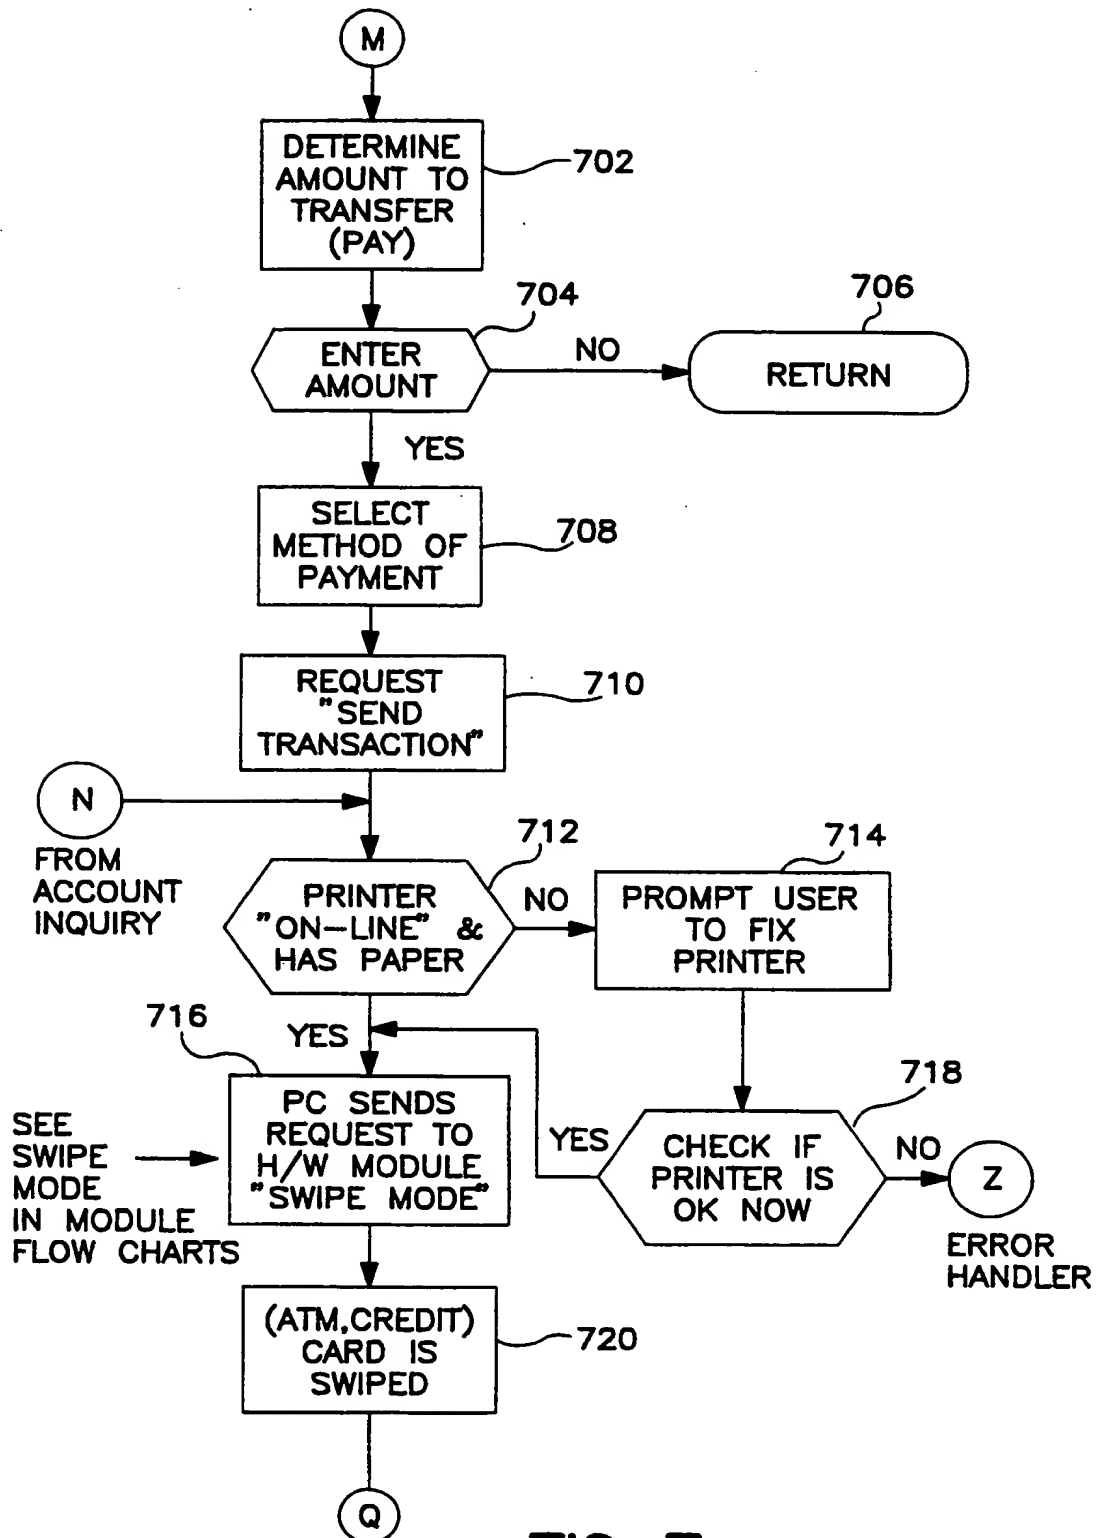 M
DETERMINE
AMOUNT TO
TRANSFER
(PAY)
702
704
706
ENTER
AMOUNT
NO
RETURN
YES
SELECT
METHOD OF
PAYMENT
708
REQUEST
"SEND
TRANSACTION"
710
N
FROM
ACCOUNT
INQUIRY
712
714
PRINTER
"ON-LINE" &
HAS PAPER
NO
PROMPT USER
TO FIX
PRINTER
716
YES
718
SEE
SWIPE
MODE
IN MODULE
FLOW CHARTS
PC SENDS
REQUEST TO
H/W MODULE
"SWIPE MODE"
YES
CHECK IF
PRINTER IS
OK NOW
NO
Z
ERROR
HANDLER
(ATM,CREDIT)
CARD IS
SWIPED
720
Q